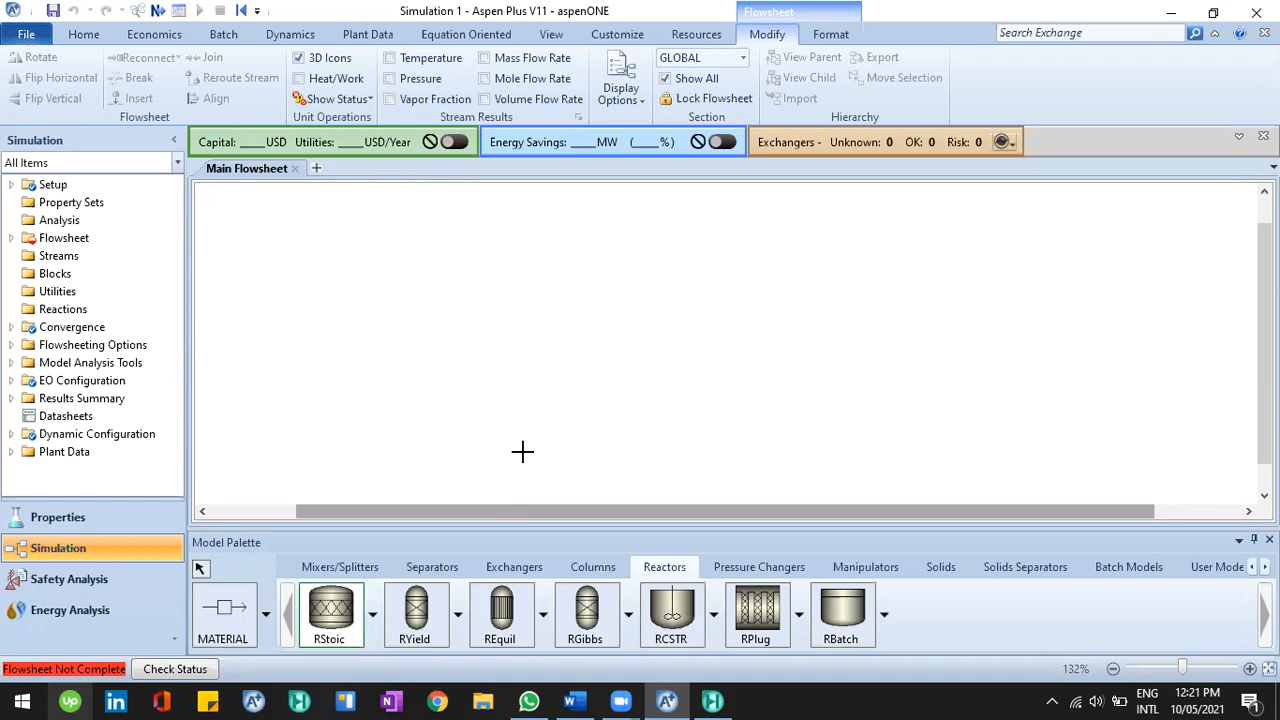 Simulation 1 - Aspen Plus V11 - aspenONE
Flowsheet
File Home Economics Batch Dynamics Plant Data Equation Oriented View Customize Resources Modify Format Search Exchange
Rotate Reconnect Join
Flip Horizontal Break Reroute Stream
Flip Vertical Insert Align
Flowsheet
3D Icons
Heat/Work
Show Status
Unit Operations
Temperature Mass Flow Rate
Pressure Mole Flow Rate
Vapor Fraction Volume Flow Rate
Stream Results
Display
Options
GLOBAL
Show All
Lock Flowsheet
Section
View Parent Export
View Child Move Selection
Import
Hierarchy
Simulation
Capital: ____USD Utilities: ____USD/Year
Energy Savings: ____MW (____%)
Exchangers - Unknown: 0 OK: 0 Risk: 0
All Items
Main Flowsheet
Setup
Property Sets
Analysis
Flowsheet
Streams
Blocks
Utilities
Reactions
Convergence
Flowsheeting Options
Model Analysis Tools
EO Configuration
Results Summary
Datasheets
Dynamic Configuration
Plant Data
Properties
Simulation
Safety Analysis
Energy Analysis
Model Palette
Mixers/Splitters Separators Exchangers Columns Reactors Pressure Changers Manipulators Solids Solids Separators Batch Models User Mode
MATERIAL RStoic RYield REquil RGibbs RCSTR RPlug RBatch
Flowsheet Not Complete Check Status
132%
ENG
INTL
12:21 PM
10/05/2021